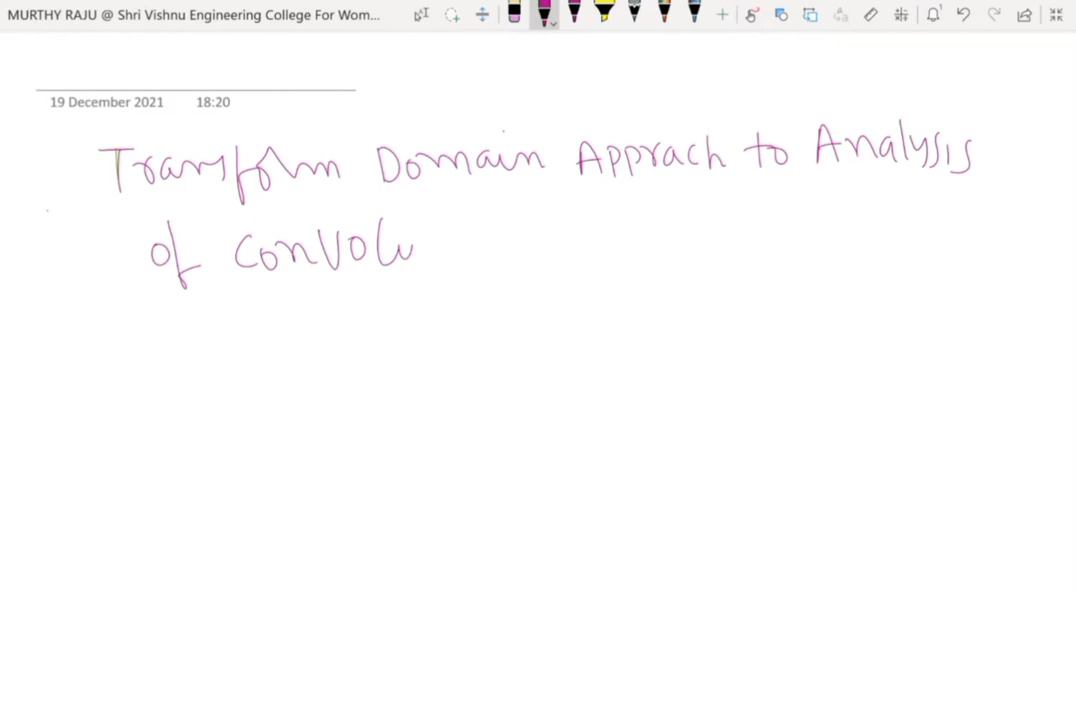 MURTHY RAJU @ Shri Vishnu Engineering College For Wom...
19 December 2021 18:20
Transform Domain Apprach to Analysis
of Convolu